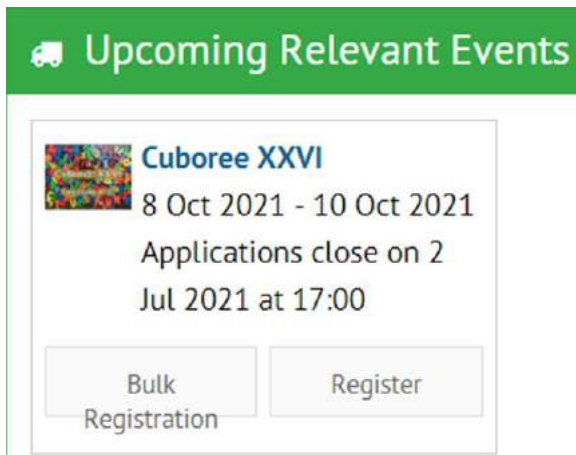 Upcoming Relevant Events
Cuboree XXVI
8 Oct 2021 - 10 Oct 2021
Applications close on 2
Jul 2021 at 17:00
Bulk
Registration
Register